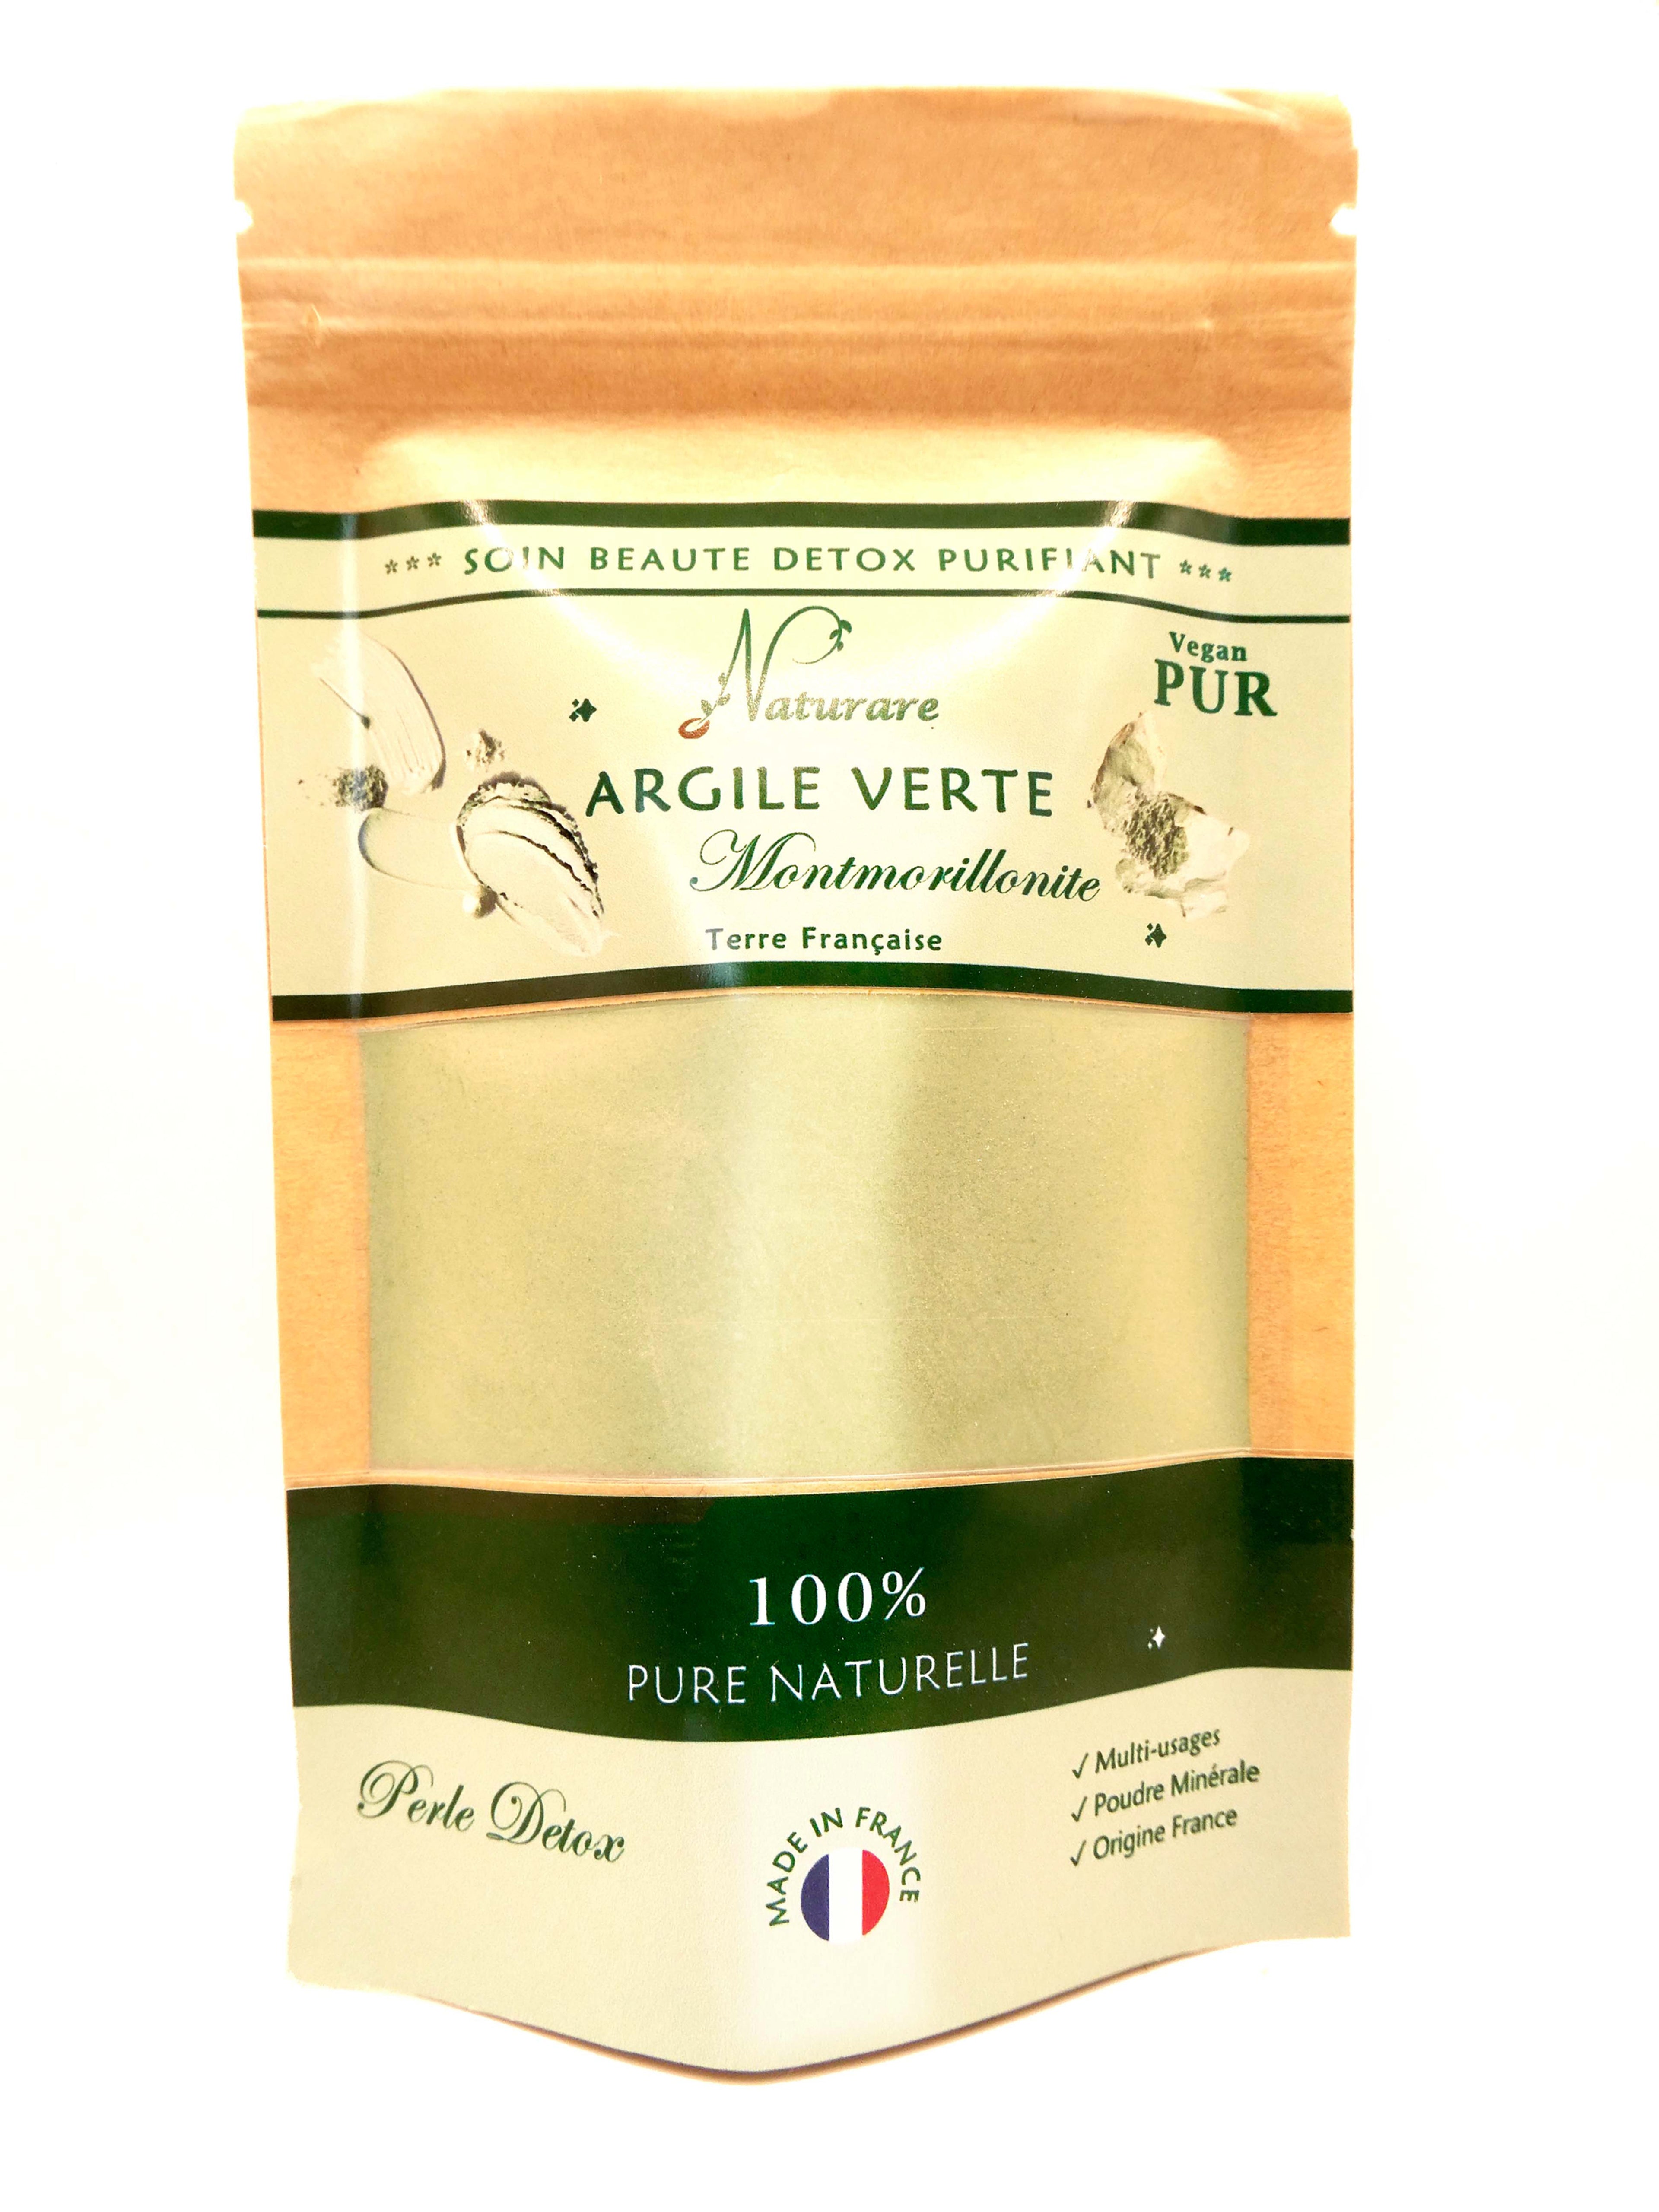 *** SOIN BEAUTE DETOX PURIFIANT ***
Naturare
Vegan
PUR
ARGILE VERTE
Montmorillonite
Terre Française
100%
PURE NATURELLE
Perle Detox
MADE IN FRANCE
✓ Multi-usages
✓ Poudre Minérale
✓ Origine France